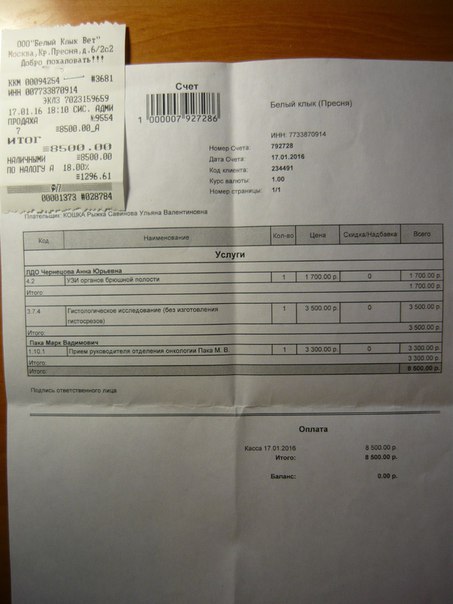 ООО"Белый Клык Вет"
Москва,Кр.Пресня,д.6/2с2
Добро пожаловать!!!
ККМ 00094254 #3681
ИНН 007733870914
ЭКЛЗ 7023159659
17.01.16 18:10 СИС. АДМИ
ПРОДАЖА №9554
7 ≡8500.00_А
ИТОГ
≡8500.00
НАЛИЧНЫМИ ≡8500.00
ПО НАЛОГУ А 18.00%
≡1296.61
00001373 #028784
Счет
1 000007 927286
Белый клык (Пресня)
ИНН: 7733870914
Номер Счета: 792728
Дата Счета: 17.01.2016
Код клиента: 234491
Курс валюты: 1.00
Номер страницы: 1/1
Плательщик: КОШКА Рыжка Савинова Ульяна Валентиновна
Код Наименование Кол-во Цена Скидка/Надбавка Всего
Услуги
ПДО Чернецова Анна Юрьевна
4.2 УЗИ органов брюшной полости 1 1 700.00 р. 0 1 700.00 р.
Итого: 1 700.00 р.
3.7.4 Гистологическое исследование (без изготовления гистосрезов) 1 3 500.00 р. 0 3 500.00 р.
Итого: 3 500.00 р.
Пака Марк Вадимович
1.10.1 Прием руководителя отделения онкологии Пака М. В. 1 3 300.00 р. 0 3 300.00 р.
Итого: 3 300.00 р.
Итого: 8 500.00 р.
Подпись ответственного лица
Оплата
Касса 17.01.2016 8 500.00 р.
Итого: 8 500.00 р.
Баланс: 0.00 р.